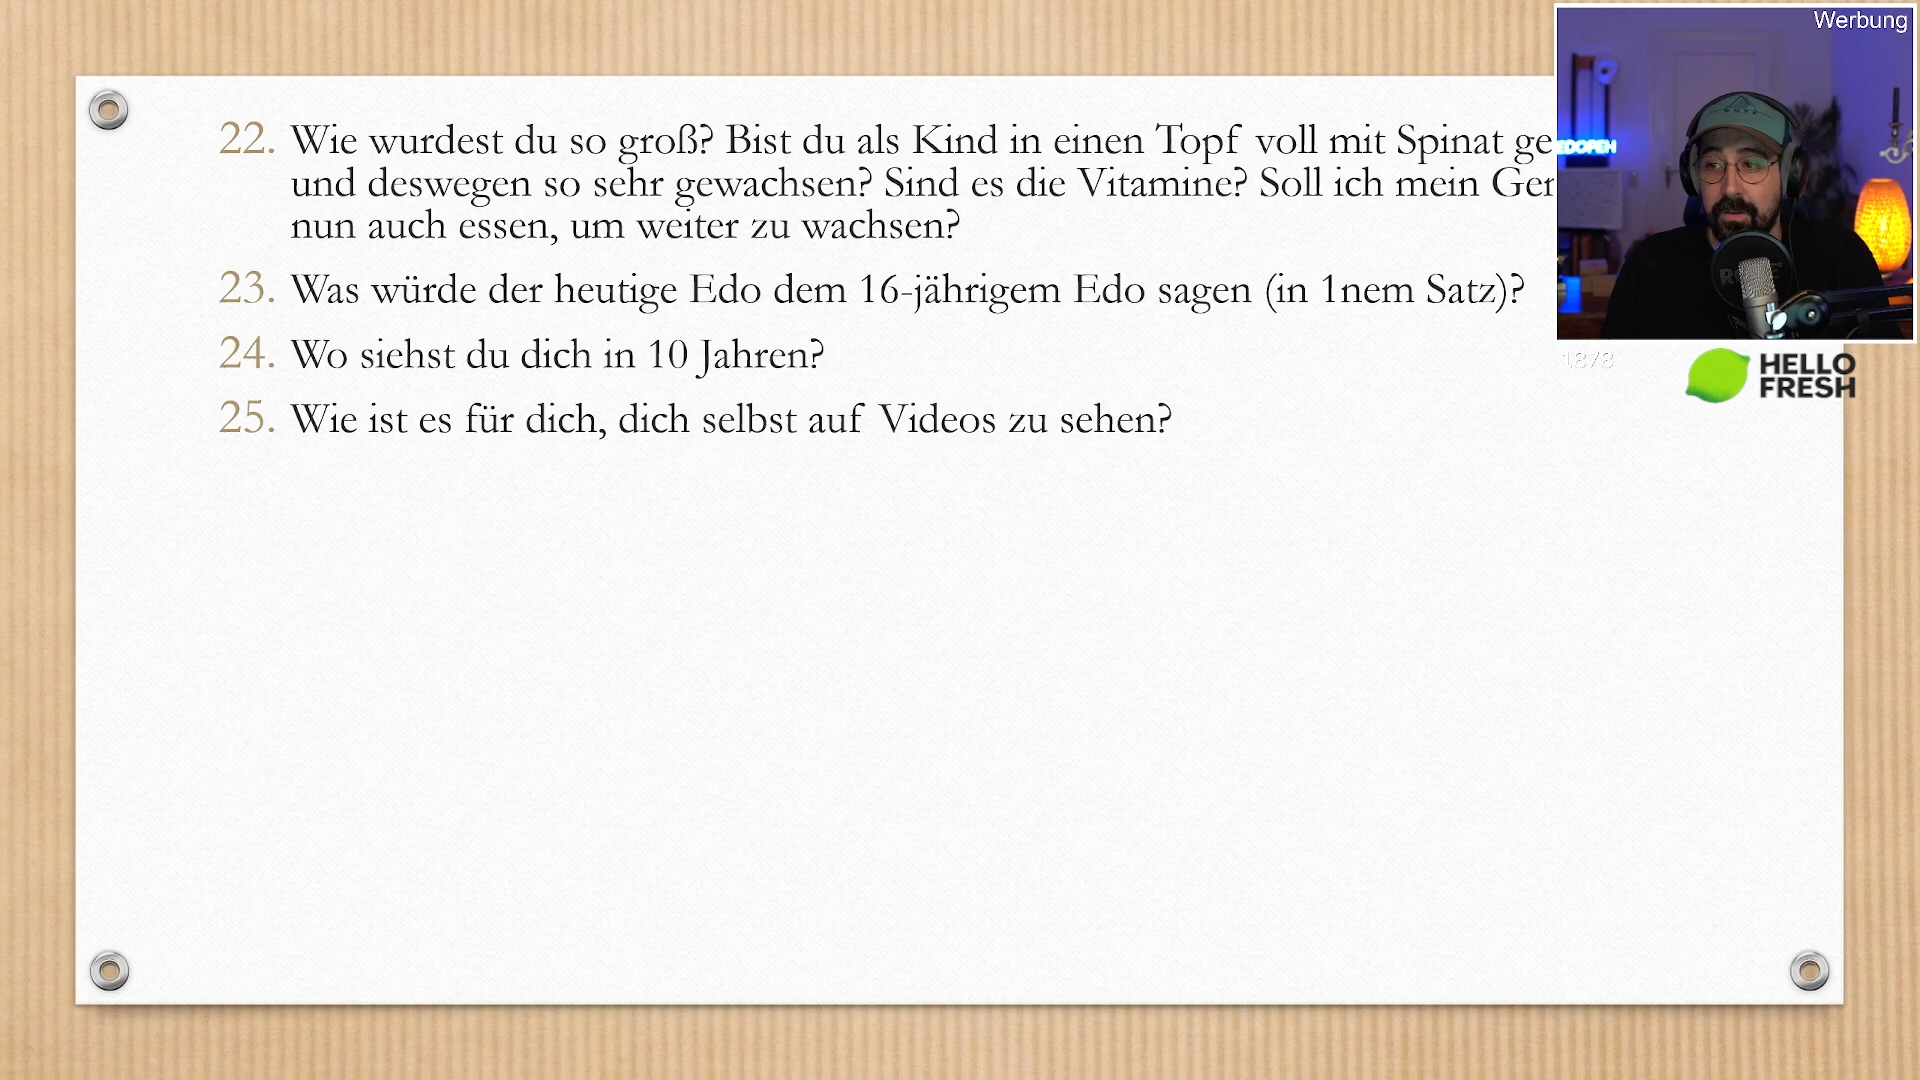 22. Wie wurdest du so groß? Bist du als Kind in einen Topf voll mit Spinat
und deswegen so sehr gewachsen? Sind es die Vitamine? Soll ich mein
nun auch essen, um weiter zu wachsen?
23. Was würde der heutige Edo dem 16-jährigem Edo sagen (in 1nem Satz)?
24. Wo siehst du dich in 10 Jahren?
25. Wie ist es für dich, dich selbst auf Videos zu sehen?
Werbung
1378
HELLO
FRESH